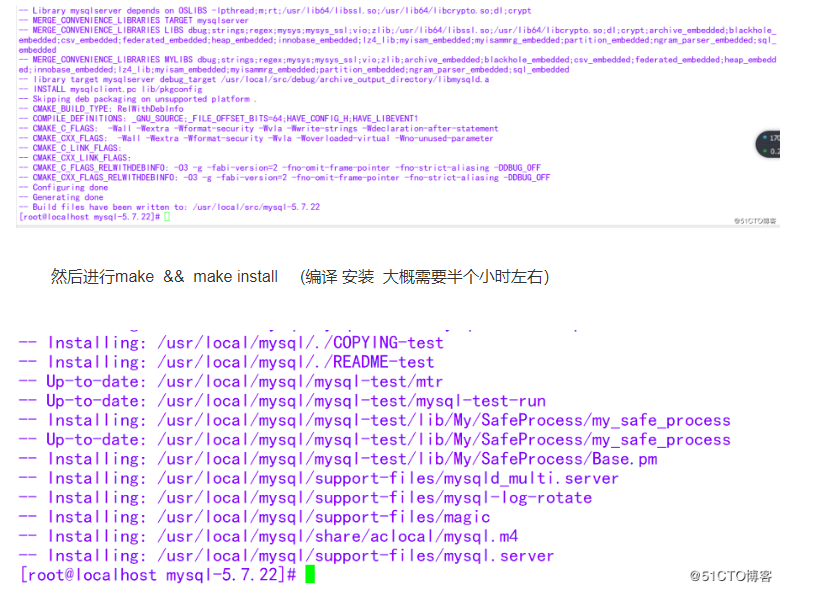 -- Library mysqlserver depends on OSLIBS -lpthread;m;rt;/usr/lib64/libssl.so;/usr/lib64/libcrypto.so;dl;crypt
-- MERGE_CONVENIENCE_LIBRARIES TARGET mysqlserver
-- MERGE_CONVENIENCE_LIBRARIES LIBS dbug;strings;regex;mysys;mysys_ssl;vio;zlib;/usr/lib64/libssl.so;/usr/lib64/libcrypto.so;dl;crypt;archive_embedded;blackhole_
embedded;csv_embedded;federated_embedded;heap_embedded;innobase_embedded;lz4_lib;myisam_embedded;myisammrg_embedded;partition_embedded;ngram_parser_embedded;sql_
embedded
-- MERGE_CONVENIENCE_LIBRARIES MYLIBS dbug;strings;regex;mysys;mysys_ssl;vio;zlib;archive_embedded;blackhole_embedded;csv_embedded;federated_embedded;heap_embedd
ed;innobase_embedded;lz4_lib;myisam_embedded;myisammrg_embedded;partition_embedded;ngram_parser_embedded;sql_embedded
-- library target mysqlserver debug_target /usr/local/src/debug/archive_output_directory/libmysqld.a
-- INSTALL mysqlclient.pc lib/pkgconfig
-- Skipping deb packaging on unsupported platform .
-- CMAKE_BUILD_TYPE: RelWithDebInfo
-- COMPILE_DEFINITIONS: _GNU_SOURCE;_FILE_OFFSET_BITS=64;HAVE_CONFIG_H;HAVE_LIBEVENT1
-- CMAKE_C_FLAGS:  -Wall -Wextra -Wformat-security -Wvla -Wwrite-strings -Wdeclaration-after-statement
-- CMAKE_CXX_FLAGS:  -Wall -Wextra -Wformat-security -Wvla -Woverloaded-virtual -Wno-unused-parameter
-- CMAKE_C_LINK_FLAGS:
-- CMAKE_CXX_LINK_FLAGS:
-- CMAKE_C_FLAGS_RELWITHDEBINFO: -O3 -g -fabi-version=2 -fno-omit-frame-pointer -fno-strict-aliasing -DDBUG_OFF
-- CMAKE_CXX_FLAGS_RELWITHDEBINFO: -O3 -g -fabi-version=2 -fno-omit-frame-pointer -fno-strict-aliasing -DDBUG_OFF
-- Configuring done
-- Generating done
-- Build files have been written to: /usr/local/src/mysql-5.7.22
[root@localhost mysql-5.7.22]#
@51CTO博客
然后进行make && make install (编译 安装 大概需要半个小时左右)
-- Installing: /usr/local/mysql/./COPYING-test
-- Installing: /usr/local/mysql/./README-test
-- Up-to-date: /usr/local/mysql/mysql-test/mtr
-- Up-to-date: /usr/local/mysql/mysql-test/mysql-test-run
-- Installing: /usr/local/mysql/mysql-test/lib/My/SafeProcess/my_safe_process
-- Up-to-date: /usr/local/mysql/mysql-test/lib/My/SafeProcess/my_safe_process
-- Installing: /usr/local/mysql/mysql-test/lib/My/SafeProcess/Base.pm
-- Installing: /usr/local/mysql/support-files/mysqld_multi.server
-- Installing: /usr/local/mysql/support-files/mysql-log-rotate
-- Installing: /usr/local/mysql/support-files/magic
-- Installing: /usr/local/mysql/share/aclocal/mysql.m4
-- Installing: /usr/local/mysql/support-files/mysql.server
[root@localhost mysql-5.7.22]#
@51CTO博客